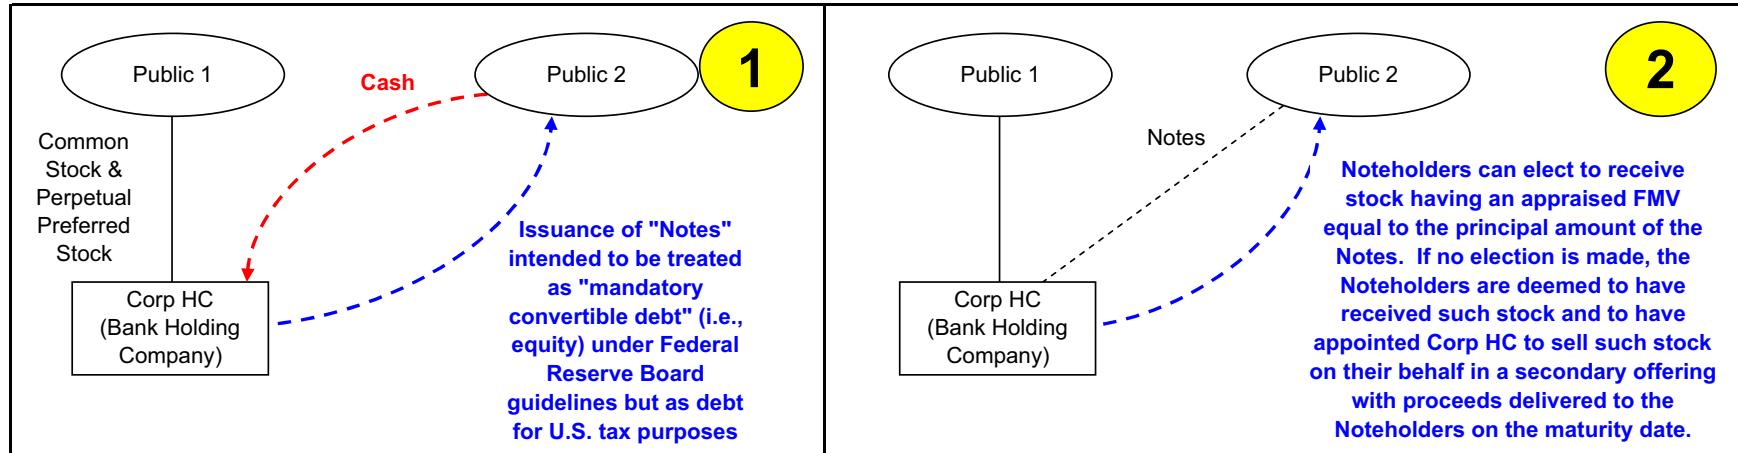 Public 1
Cash
Public 2
1
Common
Stock &
Perpetual
Preferred
Stock
Issuance of "Notes"
intended to be treated
as "mandatory
convertible debt" (i.e.,
equity) under Federal
Reserve Board
guidelines but as debt
for U.S. tax purposes
Corp HC
(Bank Holding
Company)
Public 1
Public 2
2
Notes
Noteholders can elect to receive
stock having an appraised FMV
equal to the principal amount of the
Notes.  If no election is made, the
Noteholders are deemed to have
received such stock and to have
appointed Corp HC to sell such stock
on their behalf in a secondary offering
with proceeds delivered to the
Noteholders on the maturity date.
Corp HC
(Bank Holding
Company)